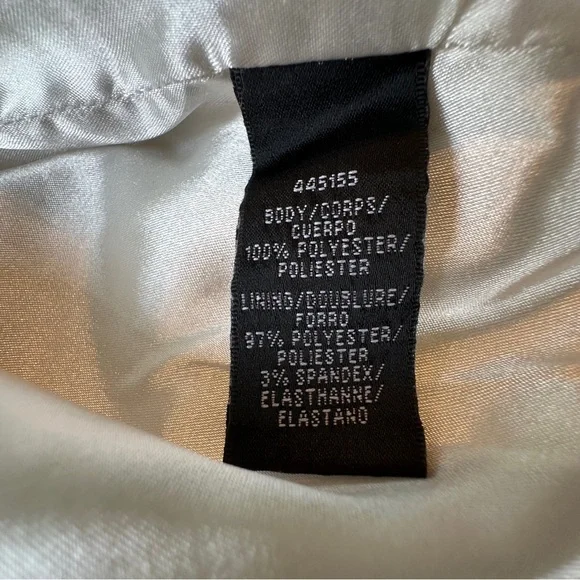 445155
BODY/CORPS/
CUERPO
100% POLYESTER/
POLIESTER
LINING/DOUBLURE/
FORRO
97% POLYESTER/
POLIESTER
3% SPANDEX/
ELASTHANNE/
ELASTANO